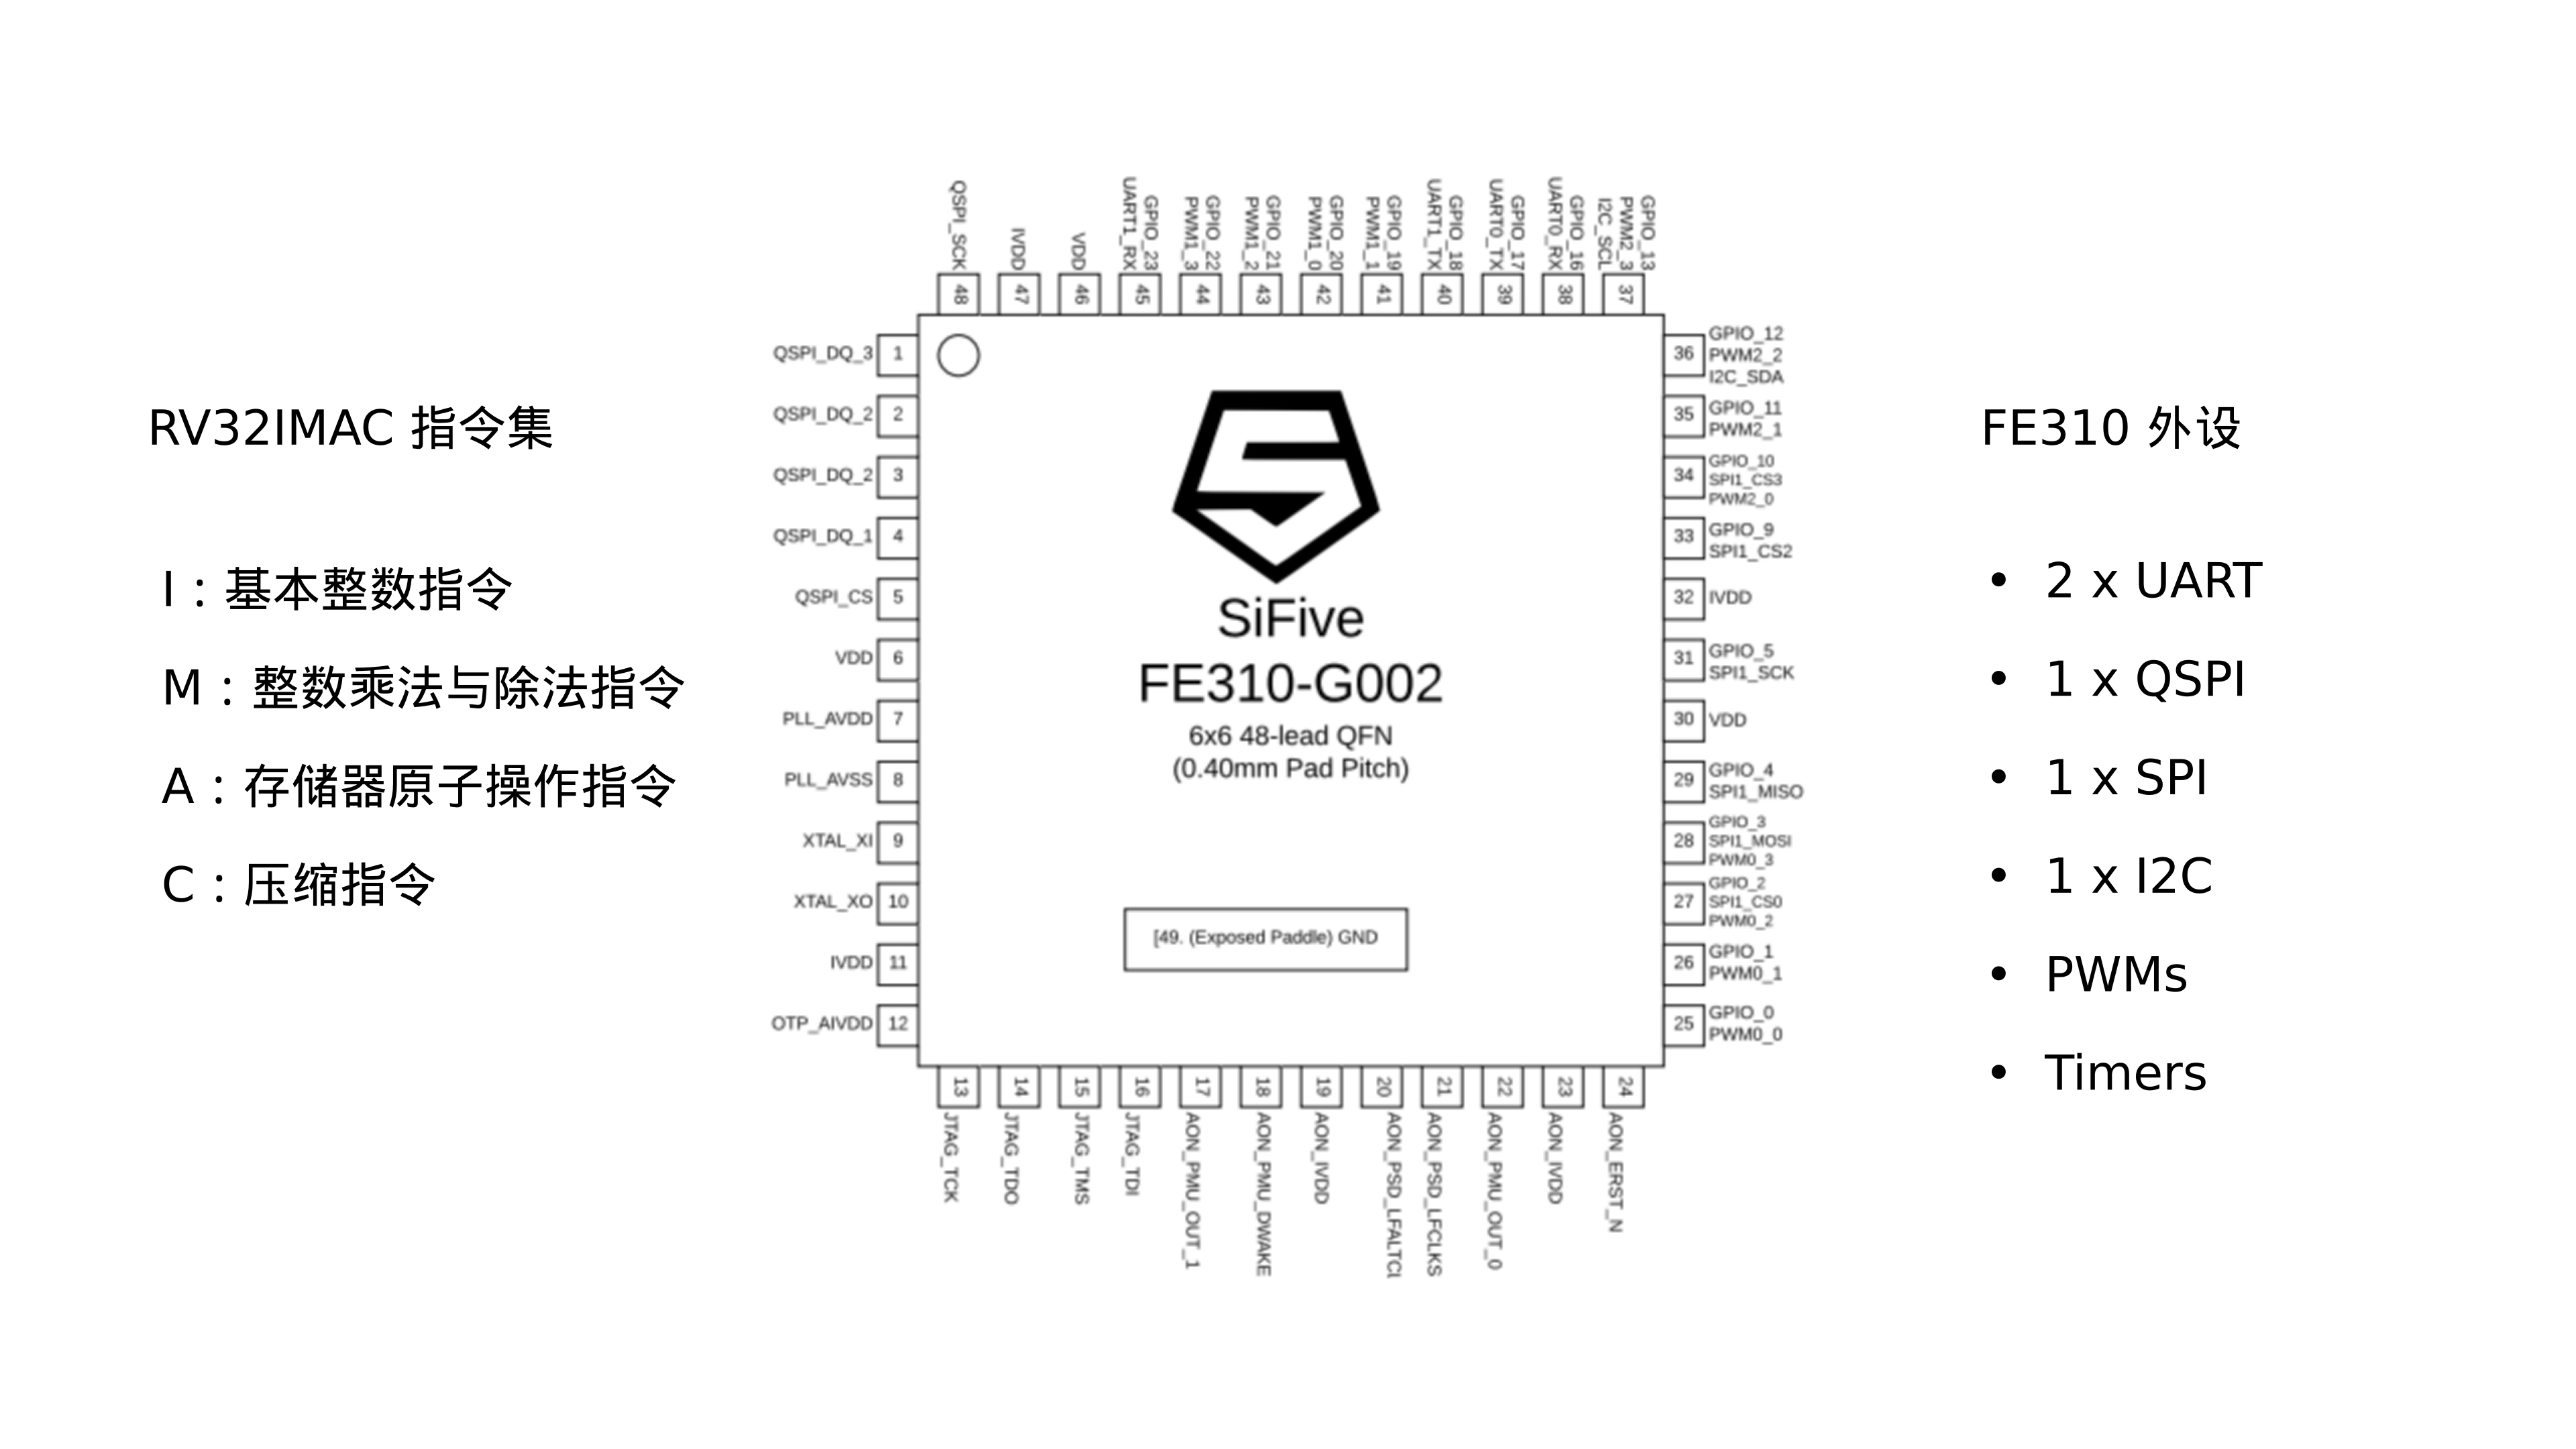 RV32IMAC 指令集
I：基本整数指令
M：整数乘法与除法指令
A：存储器原子操作指令
C：压缩指令
QSPI_SCK
IVDD
VDD
GPIO_23
UART1_RX
GPIO_22
PWM1_3
GPIO_21
PWM1_2
GPIO_20
PWM1_0
GPIO_19
PWM1_1
GPIO_18
UART1_TX
GPIO_17
UART0_TX
GPIO_16
UART0_RX
GPIO_13
PWM2_3
I2C_SCL
48
47
46
45
44
43
42
41
40
39
38
37
QSPI_DQ_3 1
QSPI_DQ_2 2
QSPI_DQ_2 3
QSPI_DQ_1 4
QSPI_CS 5
VDD 6
PLL_AVDD 7
PLL_AVSS 8
XTAL_XI 9
XTAL_XO 10
IVDD 11
OTP_AIVDD 12
SiFive
FE310-G002
6x6 48-lead QFN
(0.40mm Pad Pitch)
[49. (Exposed Paddle) GND
36 GPIO_12
PWM2_2
I2C_SDA
35 GPIO_11
PWM2_1
34 GPIO_10
SPI1_CS3
PWM2_0
33 GPIO_9
SPI1_CS2
32 IVDD
31 GPIO_5
SPI1_SCK
30 VDD
29 GPIO_4
SPI1_MISO
28 GPIO_3
SPI1_MOSI
PWM0_3
27 GPIO_2
SPI1_CS0
PWM0_2
26 GPIO_1
PWM0_1
25 GPIO_0
PWM0_0
13
14
15
16
17
18
19
20
21
22
23
24
JTAG_TCK
JTAG_TDO
JTAG_TMS
JTAG_TDI
AON_PMU_OUT_1
AON_PMU_DWAKE
AON_IVDD
AON_PSD_LFALTCL
AON_PSD_LFCLKS
AON_PMU_OUT_0
AON_IVDD
AON_ERST_N
FE310 外设
• 2 x UART
• 1 x QSPI
• 1 x SPI
• 1 x I2C
• PWMs
• Timers